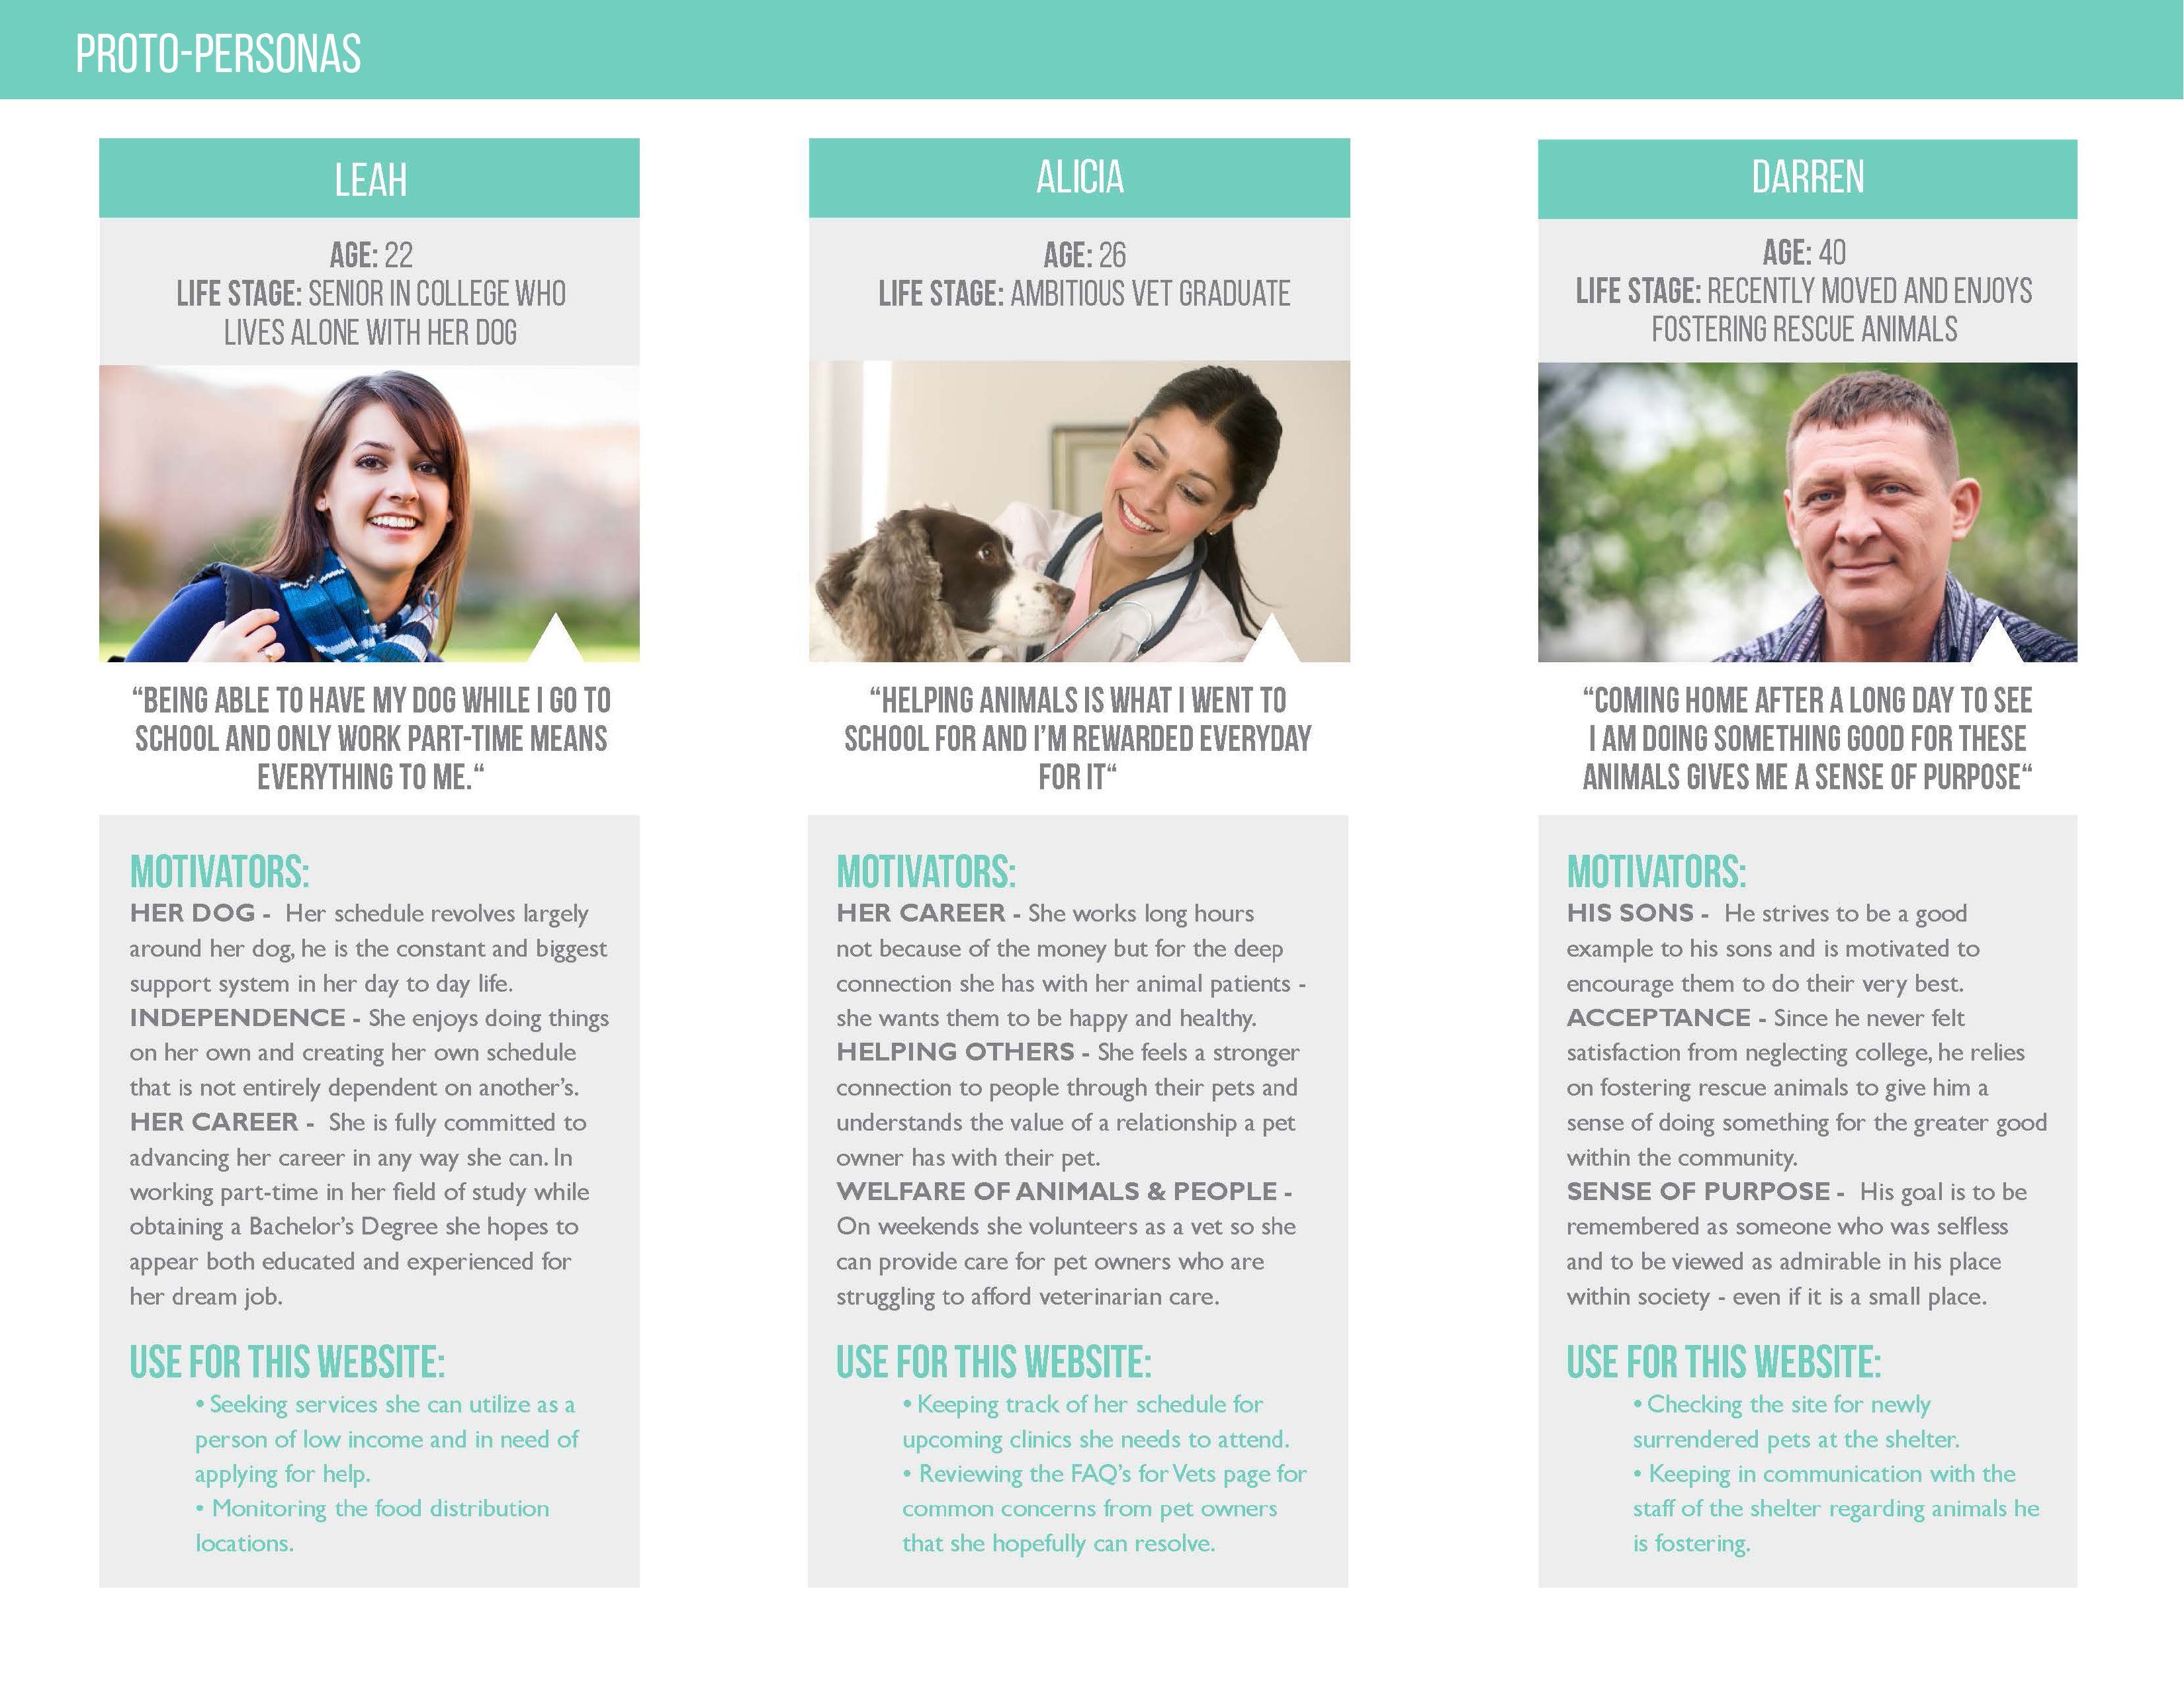 PROTO-PERSONAS
LEAH
AGE: 22
LIFE STAGE: SENIOR IN COLLEGE WHO
LIVES ALONE WITH HER DOG
“BEING ABLE TO HAVE MY DOG WHILE I GO TO
SCHOOL AND ONLY WORK PART-TIME MEANS
EVERYTHING TO ME.“
MOTIVATORS:
HER DOG - Her schedule revolves largely
around her dog, he is the constant and biggest
support system in her day to day life.
INDEPENDENCE - She enjoys doing things
on her own and creating her own schedule
that is not entirely dependent on another’s.
HER CAREER - She is fully committed to
advancing her career in any way she can. In
working part-time in her field of study while
obtaining a Bachelor’s Degree she hopes to
appear both educated and experienced for
her dream job.
USE FOR THIS WEBSITE:
• Seeking services she can utilize as a
person of low income and in need of
applying for help.
• Monitoring the food distribution
locations.
ALICIA
AGE: 26
LIFE STAGE: AMBITIOUS VET GRADUATE
“HELPING ANIMALS IS WHAT I WENT TO
SCHOOL FOR AND I’M REWARDED EVERYDAY
FOR IT“
MOTIVATORS:
HER CAREER - She works long hours
not because of the money but for the deep
connection she has with her animal patients -
she wants them to be happy and healthy.
HELPING OTHERS - She feels a stronger
connection to people through their pets and
understands the value of a relationship a pet
owner has with their pet.
WELFARE OF ANIMALS & PEOPLE -
On weekends she volunteers as a vet so she
can provide care for pet owners who are
struggling to afford veterinarian care.
USE FOR THIS WEBSITE:
• Keeping track of her schedule for
upcoming clinics she needs to attend.
• Reviewing the FAQ’s for Vets page for
common concerns from pet owners
that she hopefully can resolve.
DARREN
AGE: 40
LIFE STAGE: RECENTLY MOVED AND ENJOYS
FOSTERING RESCUE ANIMALS
“COMING HOME AFTER A LONG DAY TO SEE
I AM DOING SOMETHING GOOD FOR THESE
ANIMALS GIVES ME A SENSE OF PURPOSE“
MOTIVATORS:
HIS SONS - He strives to be a good
example to his sons and is motivated to
encourage them to do their very best.
ACCEPTANCE - Since he never felt
satisfaction from neglecting college, he relies
on fostering rescue animals to give him a
sense of doing something for the greater good
within the community.
SENSE OF PURPOSE - His goal is to be
remembered as someone who was selfless
and to be viewed as admirable in his place
within society - even if it is a small place.
USE FOR THIS WEBSITE:
• Checking the site for newly
surrendered pets at the shelter.
• Keeping in communication with the
staff of the shelter regarding animals he
is fostering.